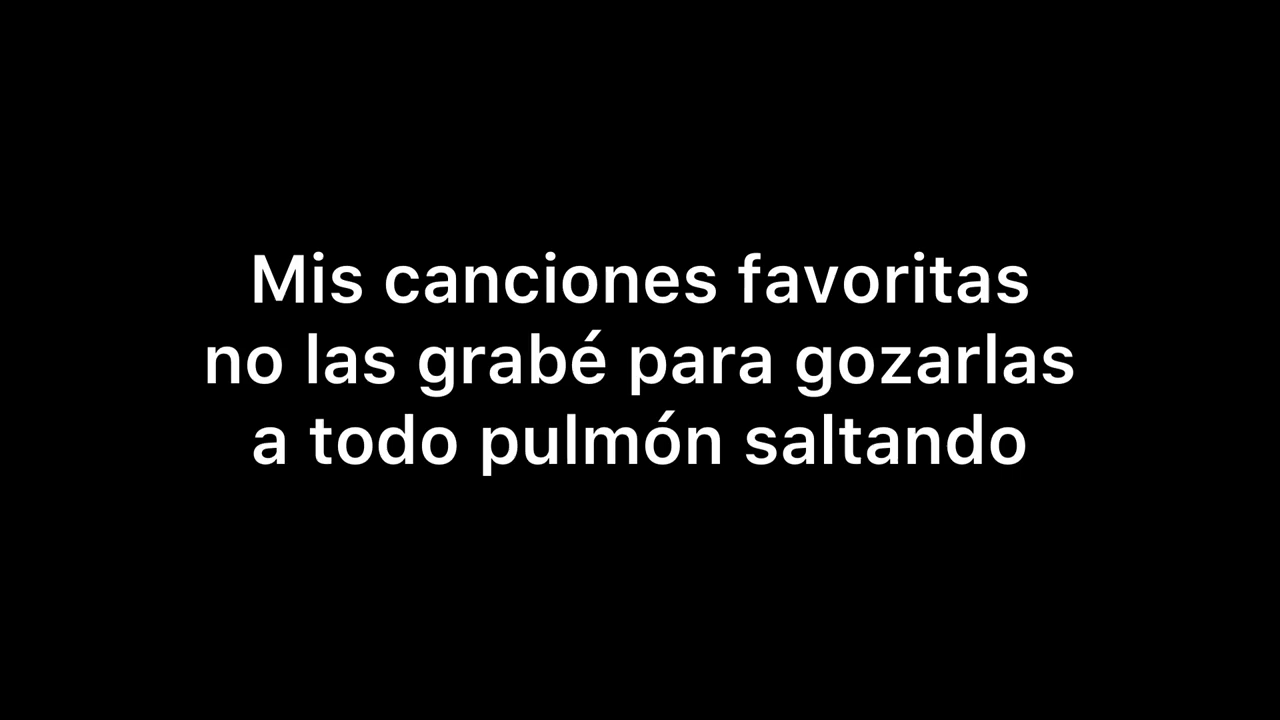 Mis canciones favoritas
no las grabé para gozarlas
a todo pulmón saltando